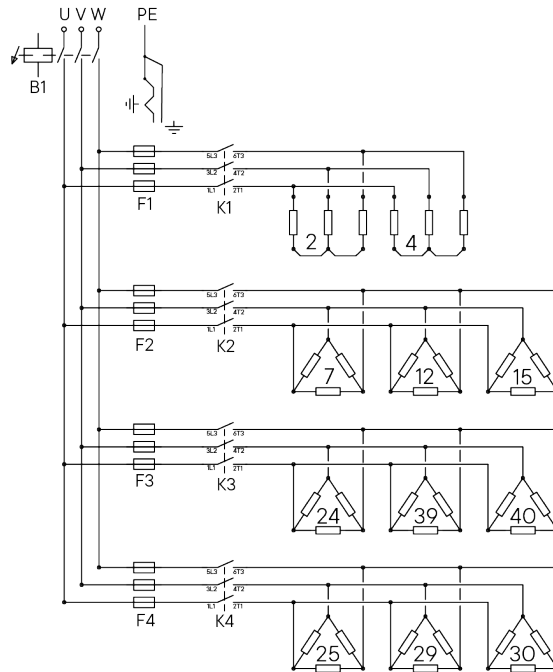 U V W PE
B1
5L3 6T3
3L2 4T2
1L1 2T1
F1 K1
2 4
5L3 6T3
3L2 4T2
1L1 2T1
F2 K2
7 12 15
5L3 6T3
3L2 4T2
1L1 2T1
F3 K3
24 39 40
5L3 6T3
3L2 4T2
1L1 2T1
F4 K4
25 29 30